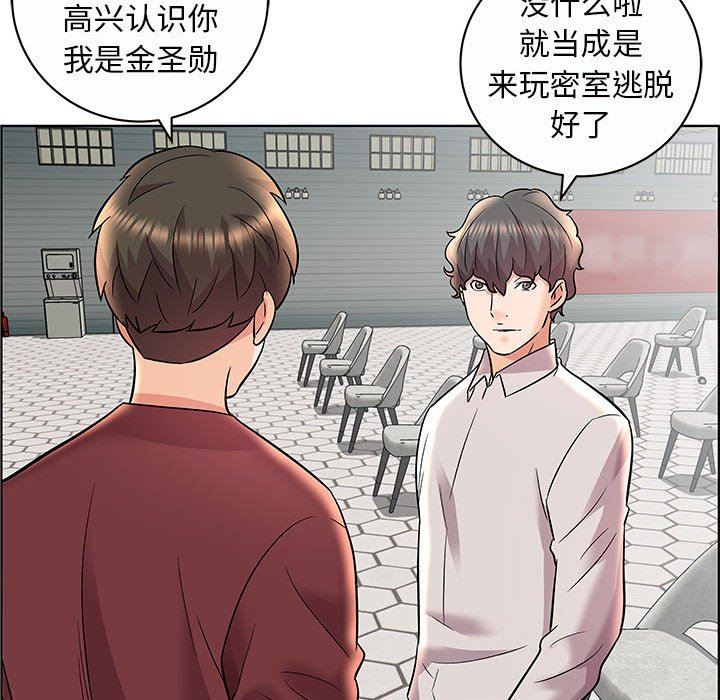 高兴认识你
我是金圣勋
没什么啦
就当成是
来玩密室逃脱
好了